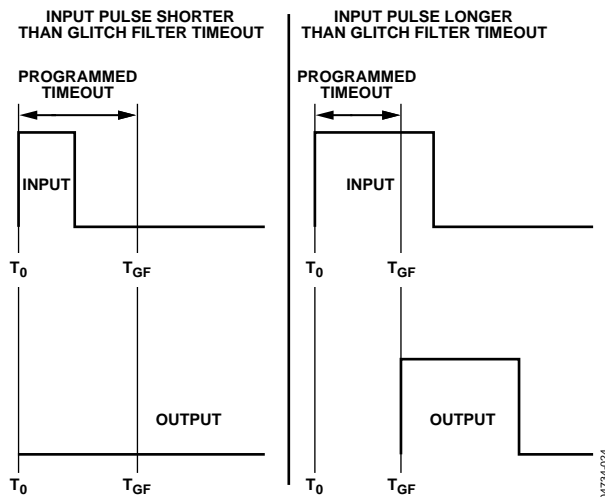 INPUT PULSE SHORTER
THAN GLITCH FILTER TIMEOUT
INPUT PULSE LONGER
THAN GLITCH FILTER TIMEOUT
PROGRAMMED
TIMEOUT
PROGRAMMED
TIMEOUT
INPUT
INPUT
T0
TGF
T0
TGF
OUTPUT
OUTPUT
T0
TGF
T0
TGF